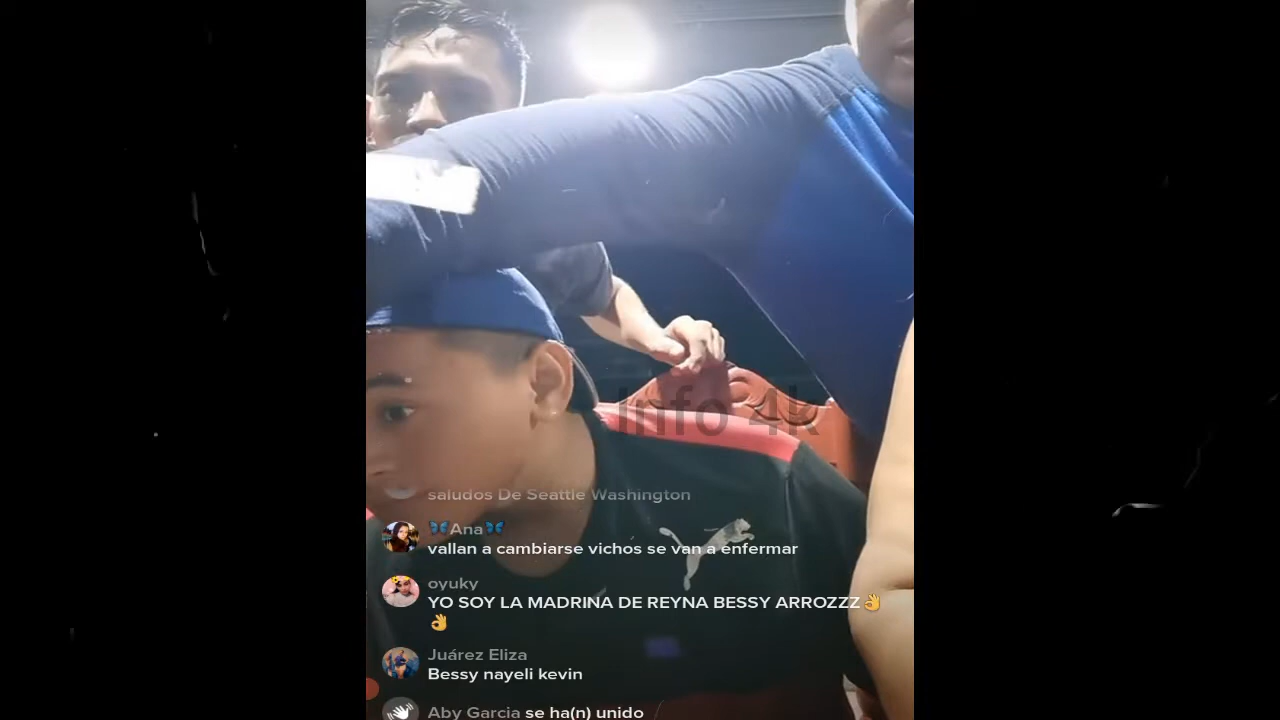 Info 4k
saludos De Seattle Washington
🦋Ana🦋
vallan a cambiarse vichos se van a enfermar
oyuky
YO SOY LA MADRINA DE REYNA BESSY ARROZZZ👌
👌
Juárez Eliza
Bessy nayeli kevin
Aby Garcia se ha(n) unido